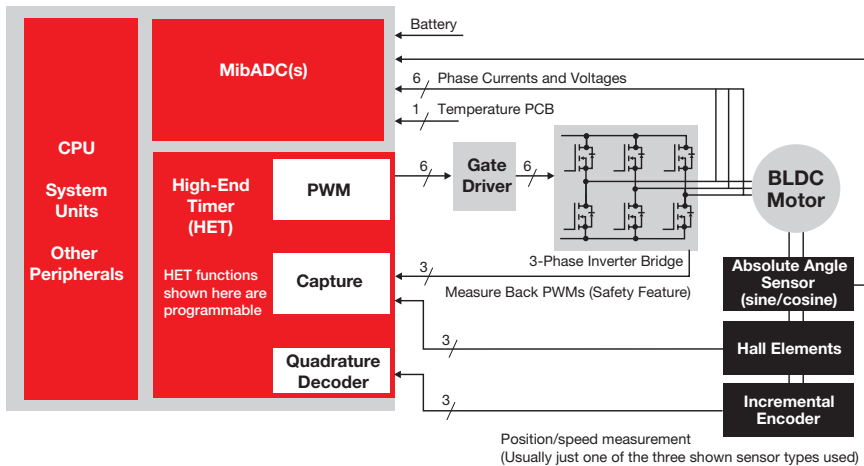 CPU
System
Units
Other
Peripherals
MibADC(s)
High-End
Timer
(HET)
HET functions
shown here are
programmable
PWM
Capture
Quadrature
Decoder
Battery
6
Phase Currents and Voltages
1
Temperature PCB
6
Gate
Driver
6
3-Phase Inverter Bridge
BLDC
Motor
3
Measure Back PWMs (Safety Feature)
Absolute Angle
Sensor
(sine/cosine)
3
Hall Elements
3
Incremental
Encoder
Position/speed measurement
(Usually just one of the three shown sensor types used)